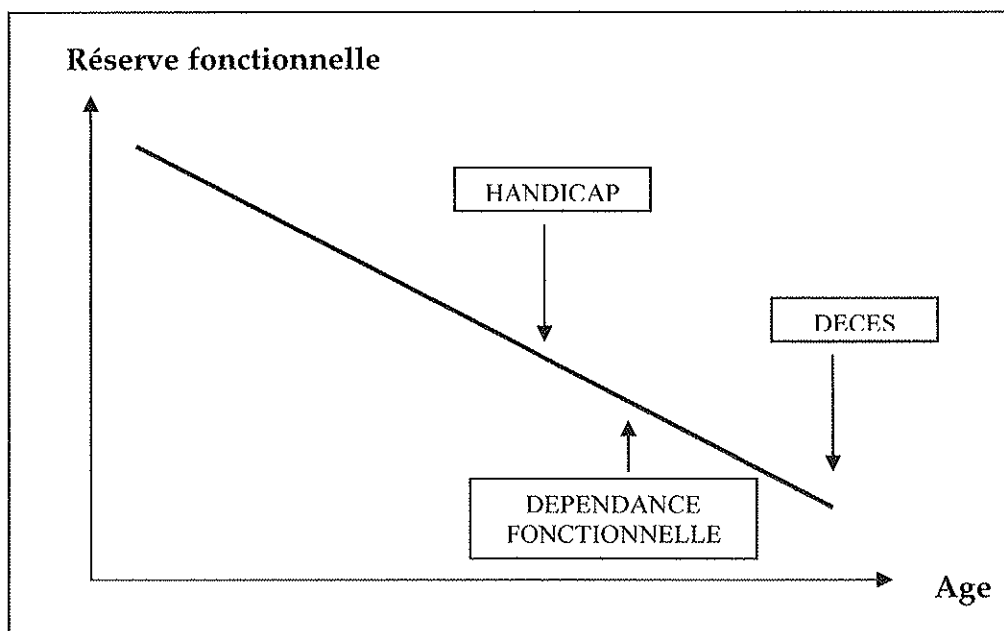 Réserve fonctionnelle
HANDICAP
DECES
DEPENDANCE
FONCTIONNELLE
Age